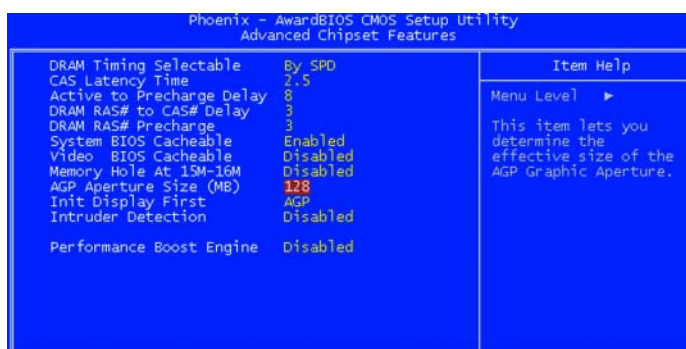 Phoenix - AwardBIOS CMOS Setup Utility
Advanced Chipset Features
DRAM Timing Selectable By SPD
CAS Latency Time 2.5
Active to Precharge Delay 8
DRAM RAS# to CAS# Delay 3
DRAM RAS# Precharge 3
System BIOS Cacheable Enabled
Video BIOS Cacheable Disabled
Memory Hole At 15M-16M Disabled
AGP Aperture Size (MB) 128
Init Display First AGP
Intruder Detection Disabled
Performance Boost Engine Disabled
Item Help
Menu Level ►
This item lets you
determine the
effective size of the
AGP Graphic Aperture.